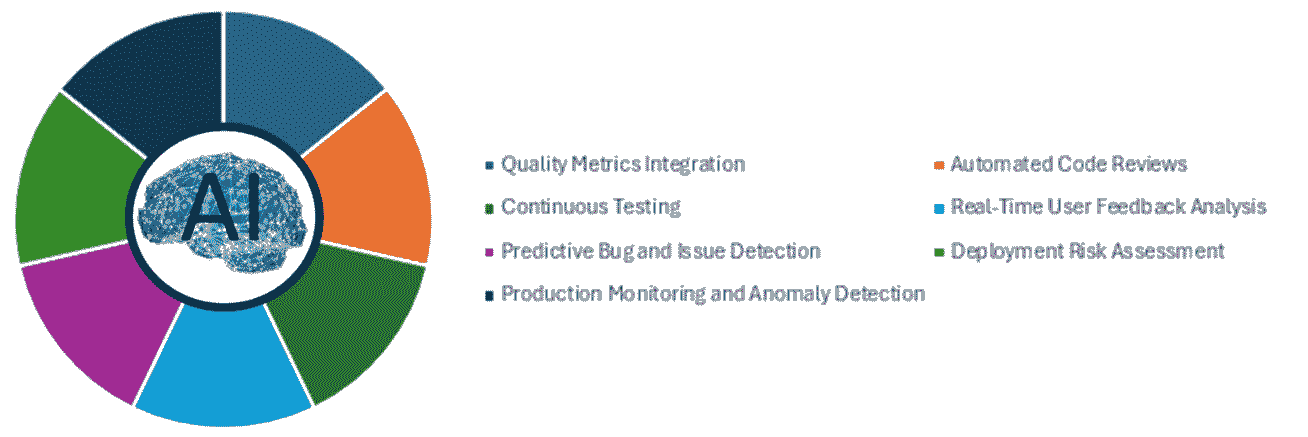 AI
Quality Metrics Integration
Automated Code Reviews
Continuous Testing
Real-Time User Feedback Analysis
Predictive Bug and Issue Detection
Deployment Risk Assessment
Production Monitoring and Anomaly Detection